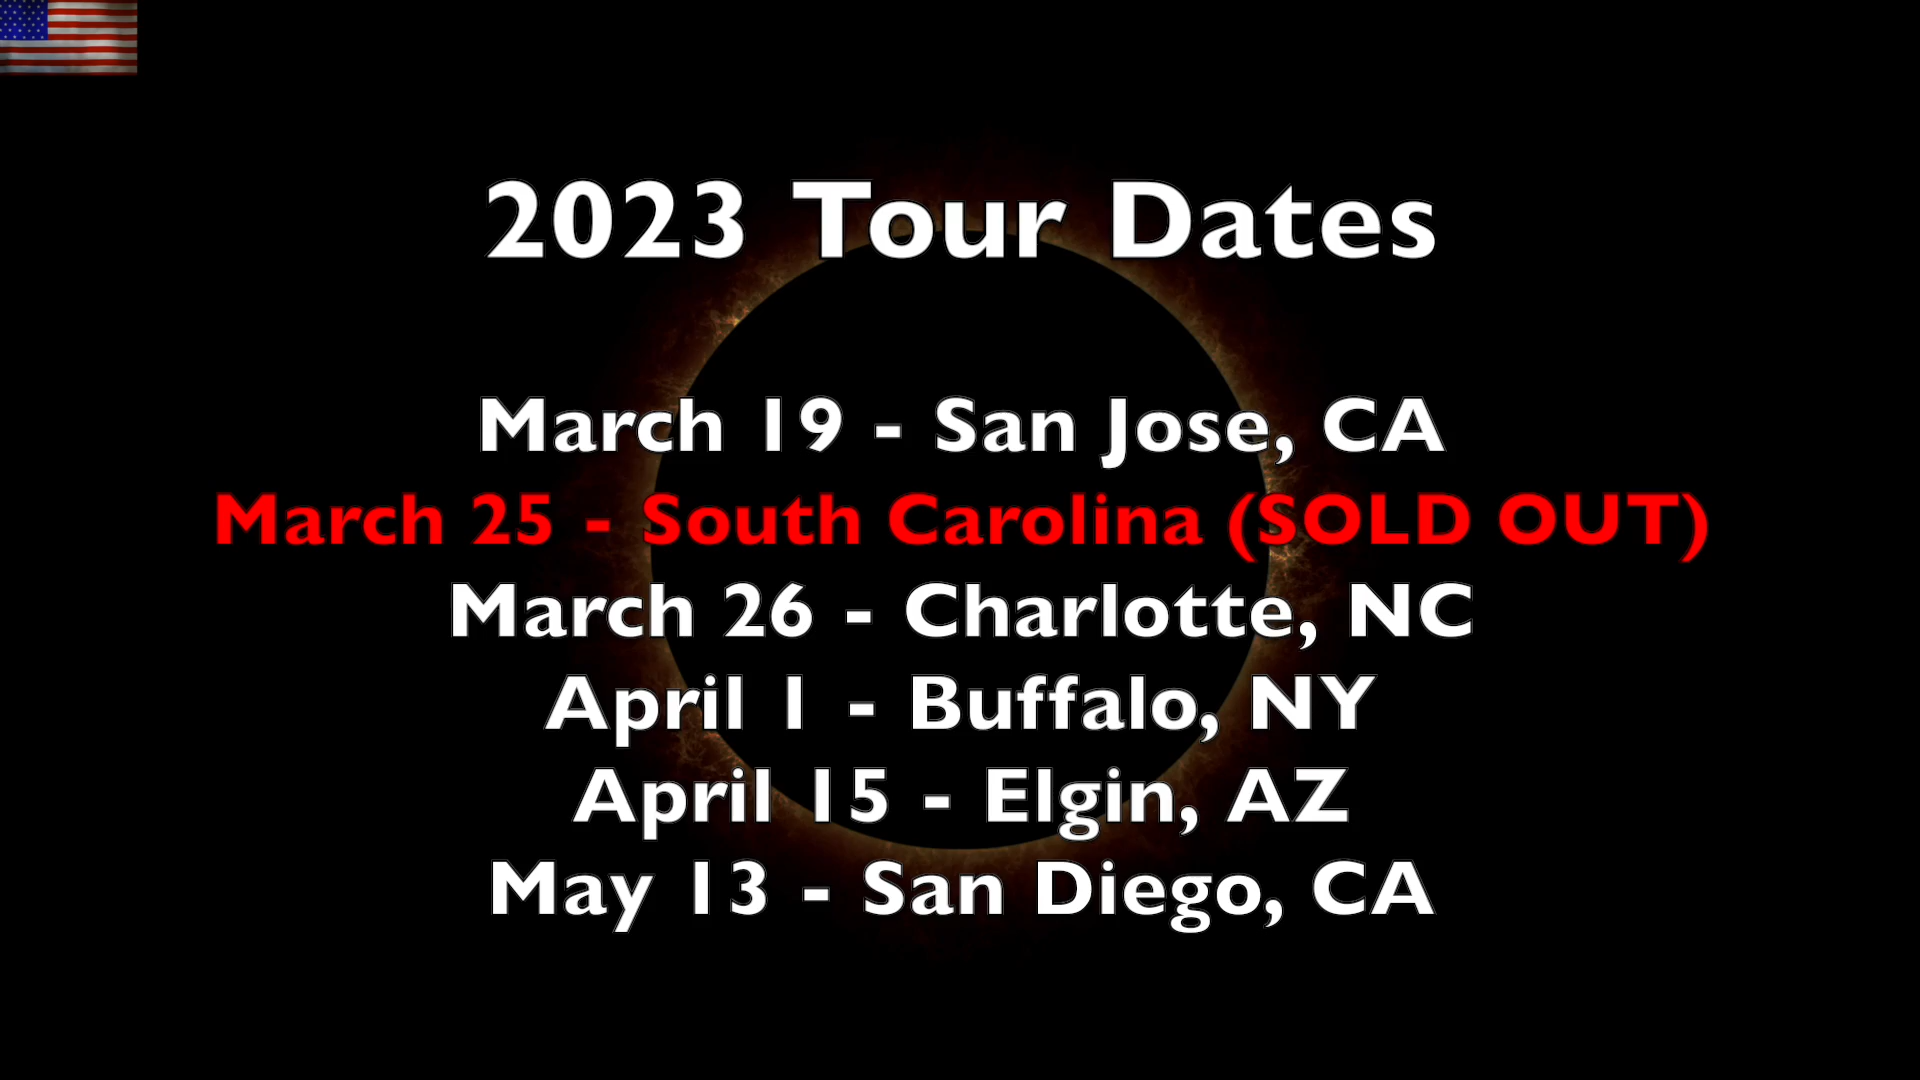 2023 Tour Dates
March 19 - San Jose, CA
March 25 - South Carolina (SOLD OUT)
March 26 - Charlotte, NC
April 1 - Buffalo, NY
April 15 - Elgin, AZ
May 13 - San Diego, CA